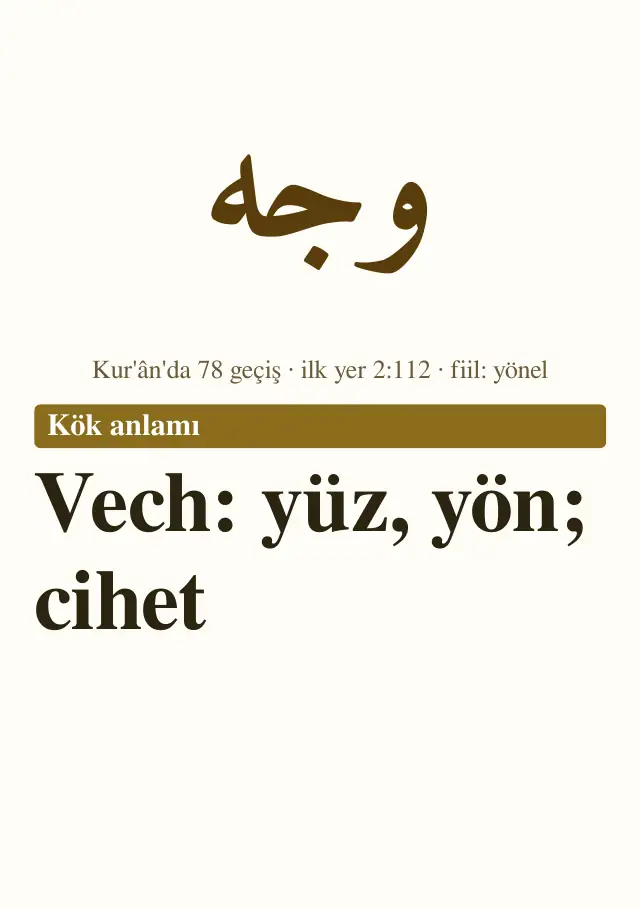 وجه
Kur'ân'da 78 geçiş · ilk yer 2:112 · fiil: yönel
Kök anlamı
Vech: yüz, yön;
cihet